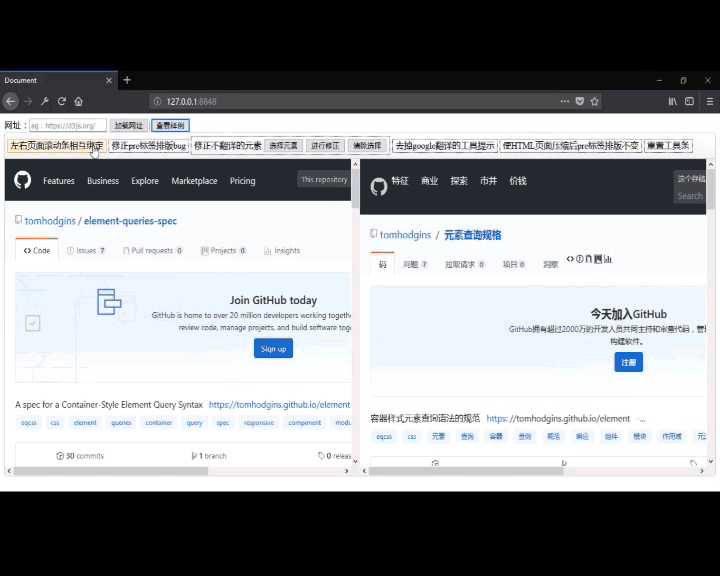 Document
127.0.0.1:8848
网址：eg：https://d3js.org/ 加载网址 查看样例
左右页面滚动条相互绑定 修正pre标签排版bug 修正不翻译的元素 选择元素 进行修正 清除选择 去掉google翻译的工具提示 使HTML页面压缩后pre标签排版不变 重置工具条
Features Business Explore Marketplace Pricing This repository
tomhodgins / element-queries-spec
Code Issues 7 Pull requests 0 Projects 0 Insights
Join GitHub today
GitHub is home to over 20 million developers working togethe
review code, manage projects, and build software toge
Sign up
A spec for a Container-Style Element Query Syntax https://tomhodgins.github.io/element
eqcss css element queries container query spec responsive component modu
30 commits 1 branch 0 releas
特征 商业 探索 市井 价钱 这个存储
Search
tomhodgins / 元素查询规格
码 问题 7 拉取请求 0 项目 0 洞察
今天加入GitHub
GitHub拥有超过2000万的开发人员共同主持和审查代码，管理
构建软件。
注册
容器样式元素查询语法的规范 https: //tomhodgins.github.io/element -...
eqcss css 元素 查询 容器 查询 规范 响应 组件 模块 作用域